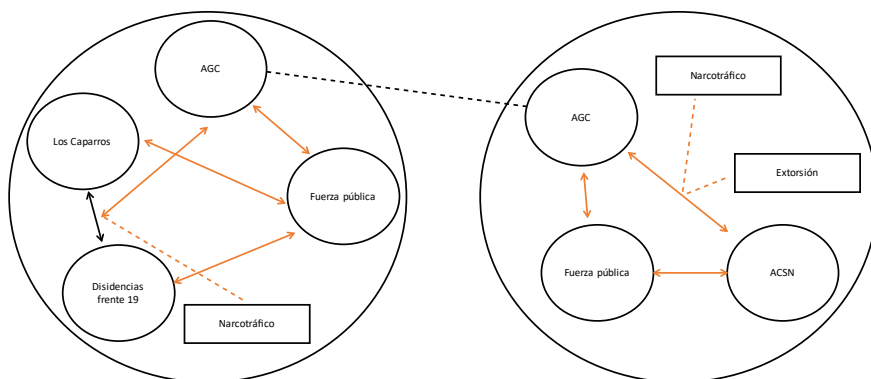 AGC
Los Caparros
Fuerza pública
Disidencias
frente 19
Narcotráfico
Narcotráfico
AGC
Extorsión
Fuerza pública
ACSN